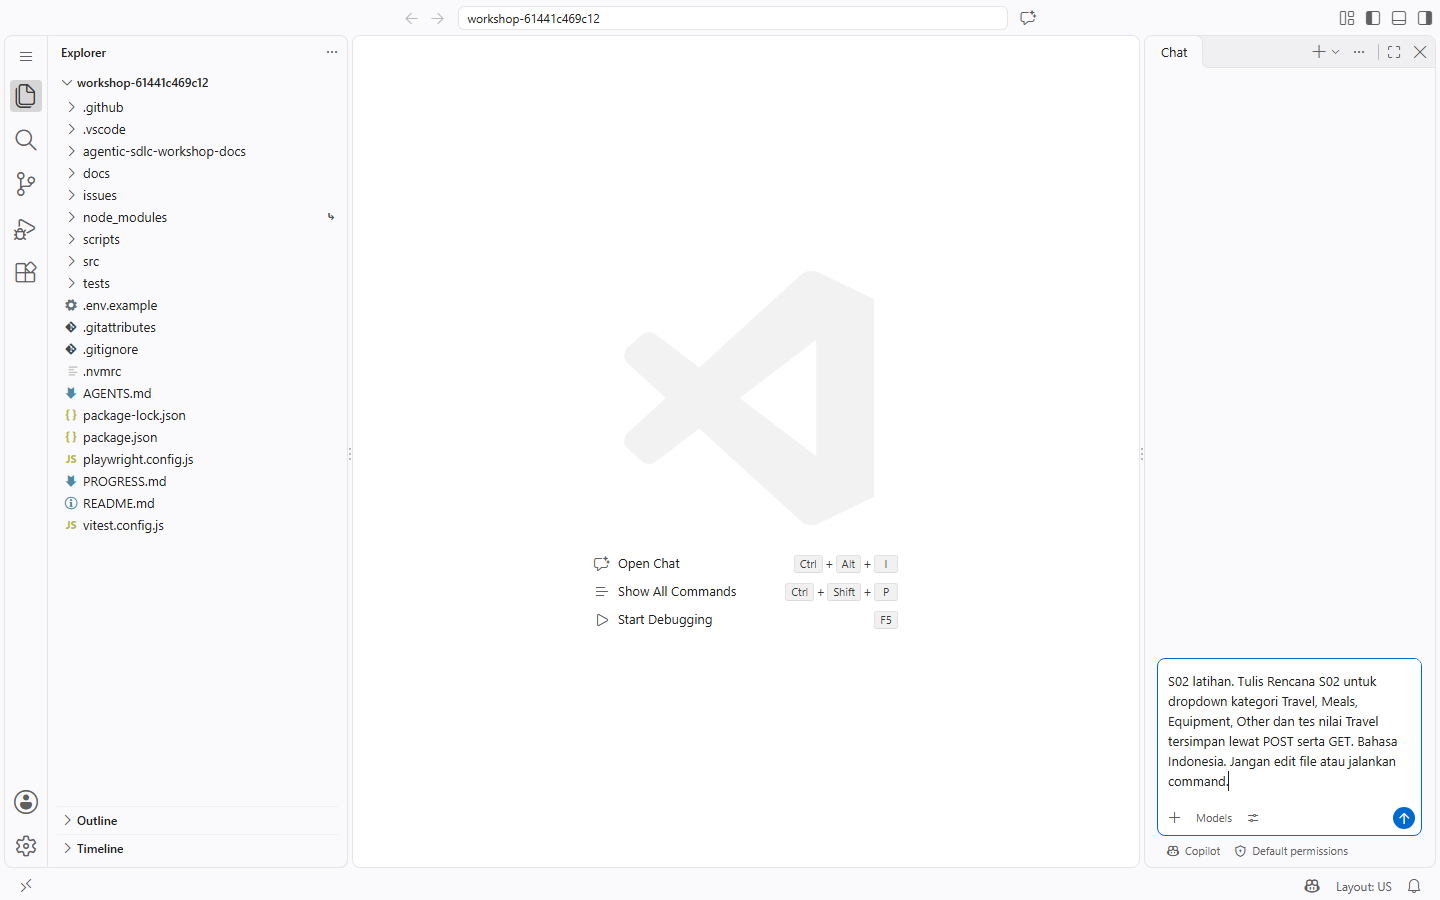 workshop-61441c469c12
Explorer
workshop-61441c469c12
.github
.vscode
agentic-sdlc-workshop-docs
docs
issues
node_modules
scripts
src
tests
.env.example
.gitattributes
.gitignore
.nvmrc
AGENTS.md
package-lock.json
package.json
playwright.config.js
PROGRESS.md
README.md
vitest.config.js
Outline
Timeline
Open Chat Ctrl + Alt + I
Show All Commands Ctrl + Shift + P
Start Debugging F5
Chat
S02 latihan. Tulis Rencana S02 untuk
dropdown kategori Travel, Meals,
Equipment, Other dan tes nilai Travel
tersimpan lewat POST serta GET. Bahasa
Indonesia. Jangan edit file atau jalankan
command.
Models
Copilot Default permissions
Layout: US